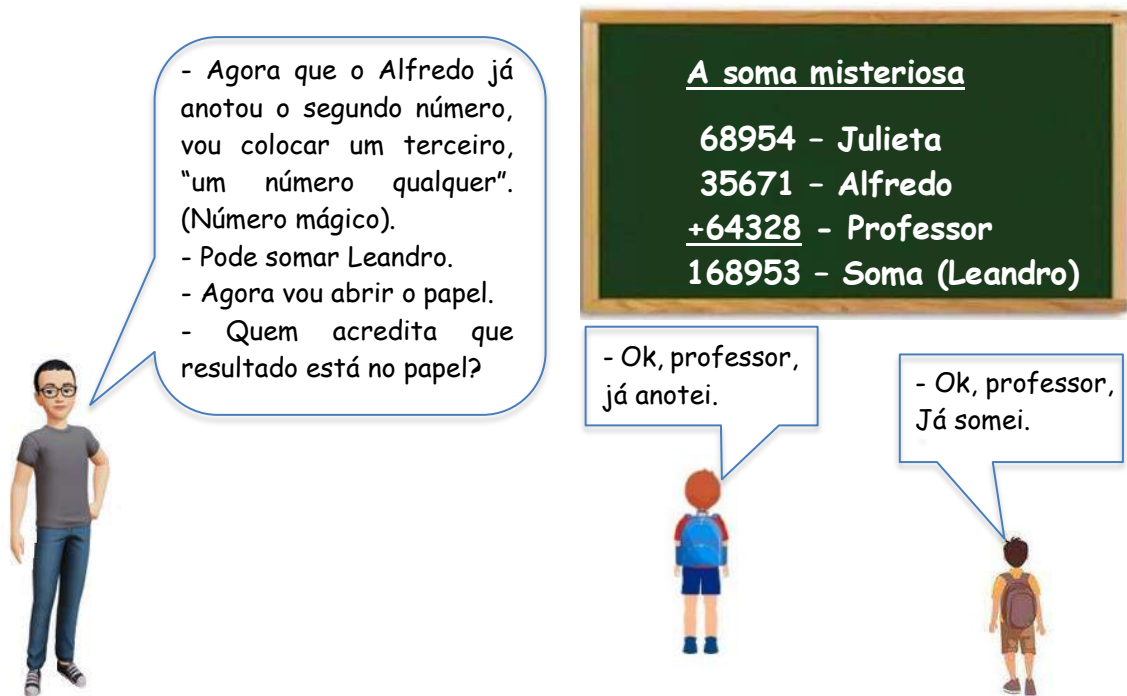 - Agora que o Alfredo já
anotou o segundo número,
vou colocar um terceiro,
“um número qualquer”.
(Número mágico).
- Pode somar Leandro.
- Agora vou abrir o papel.
- Quem acredita que
resultado está no papel?
A soma misteriosa
68954 – Julieta
35671 – Alfredo
+64328 - Professor
168953 – Soma (Leandro)
- Ok, professor,
já anotei.
- Ok, professor,
Já somei.